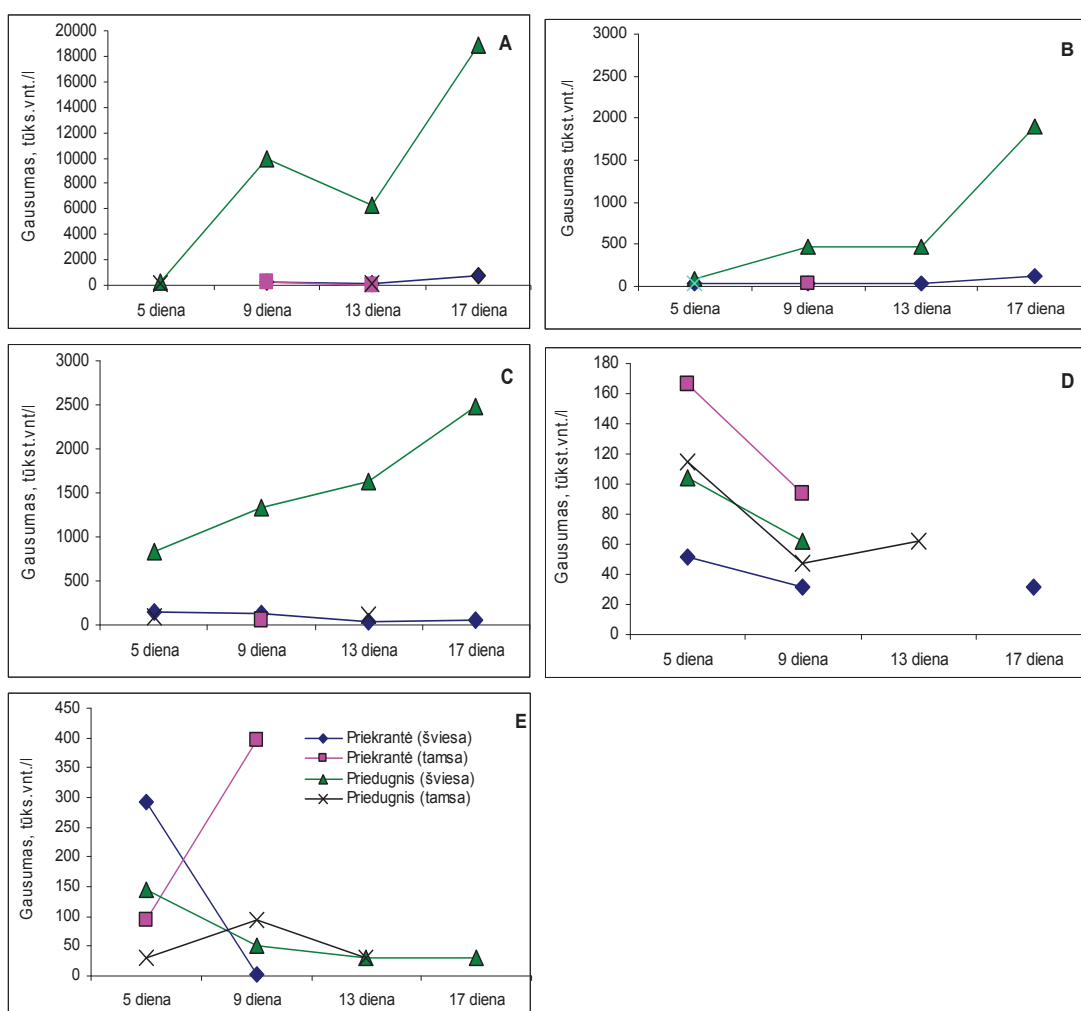 A
Gausumas, tūks.vnt./l
20000
18000
16000
14000
12000
10000
8000
6000
4000
2000
0
5 diena 9 diena 13 diena 17 diena
B
Gausumas tūkst.vnt./l
3000
2500
2000
1500
1000
500
0
5 diena 9 diena 13 diena 17 diena
C
Gausumas, tūkst.vnt/l
3000
2500
2000
1500
1000
500
0
5 diena 9 diena 13 diena 17 diena
D
Gausumas, tūkst.vnt./l
180
160
140
120
100
80
60
40
20
0
5 diena 9 diena 13 diena 17 diena
E
Gausumas, tūks.vnt./l
450
400
350
300
250
200
150
100
50
0
5 diena 9 diena 13 diena 17 diena
Priekrantė (šviesa)
Priekrantė (tamsa)
Priedugnis (šviesa)
Priedugnis (tamsa)